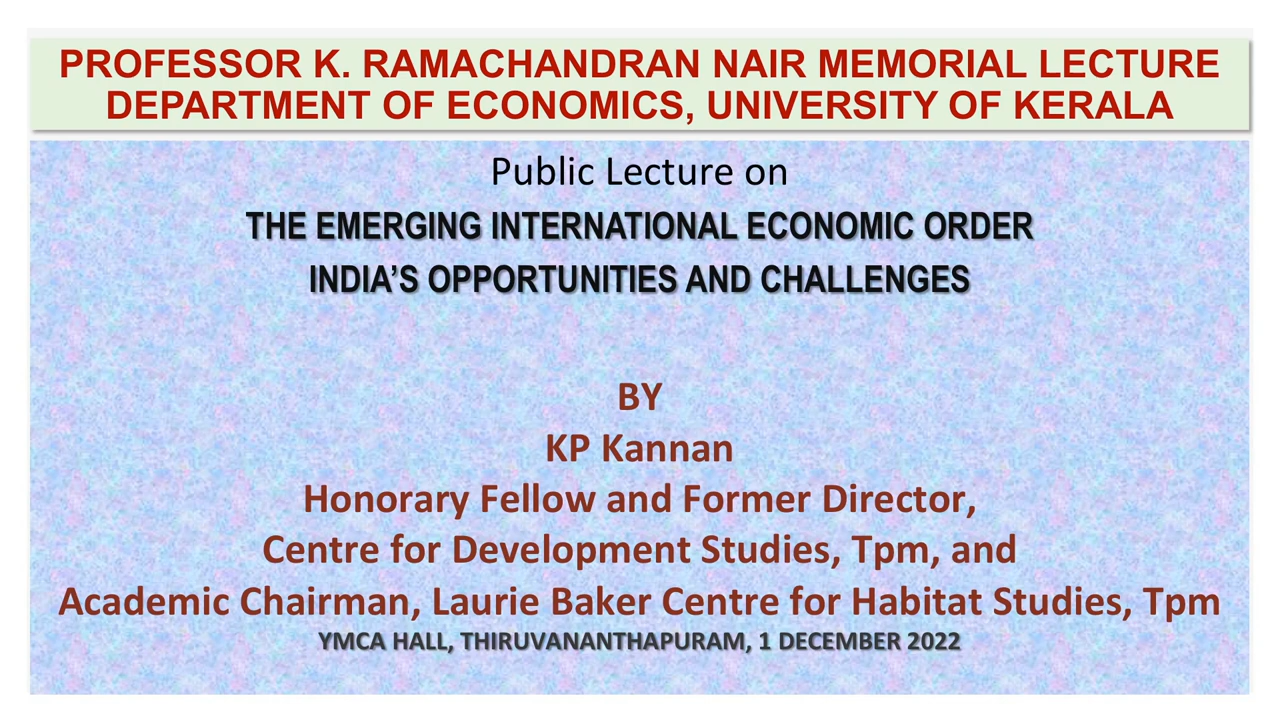 PROFESSOR K. RAMACHANDRAN NAIR MEMORIAL LECTURE
DEPARTMENT OF ECONOMICS, UNIVERSITY OF KERALA
Public Lecture on
THE EMERGING INTERNATIONAL ECONOMIC ORDER
INDIA’S OPPORTUNITIES AND CHALLENGES
BY
KP Kannan
Honorary Fellow and Former Director,
Centre for Development Studies, Tpm, and
Academic Chairman, Laurie Baker Centre for Habitat Studies, Tpm
YMCA HALL, THIRUVANANTHAPURAM, 1 DECEMBER 2022